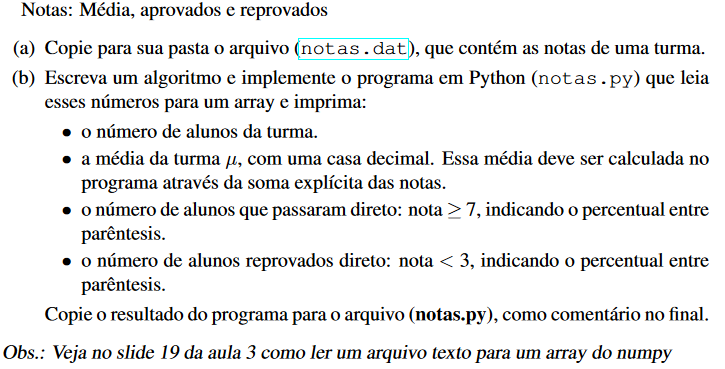 Notas: Média, aprovados e reprovados
(a) Copie para sua pasta o arquivo (notas.dat), que contém as notas de uma turma.
(b) Escreva um algoritmo e implemente o programa em Python (notas.py) que leia
esses números para um array e imprima:
• o número de alunos da turma.
• a média da turma μ, com uma casa decimal. Essa média deve ser calculada no
programa através da soma explícita das notas.
• o número de alunos que passaram direto: nota ≥ 7, indicando o percentual entre
parêntesis.
• o número de alunos reprovados direto: nota < 3, indicando o percentual entre
parêntesis.
Copie o resultado do programa para o arquivo (notas.py), como comentário no final.
Obs.: Veja no slide 19 da aula 3 como ler um arquivo texto para um array do numpy